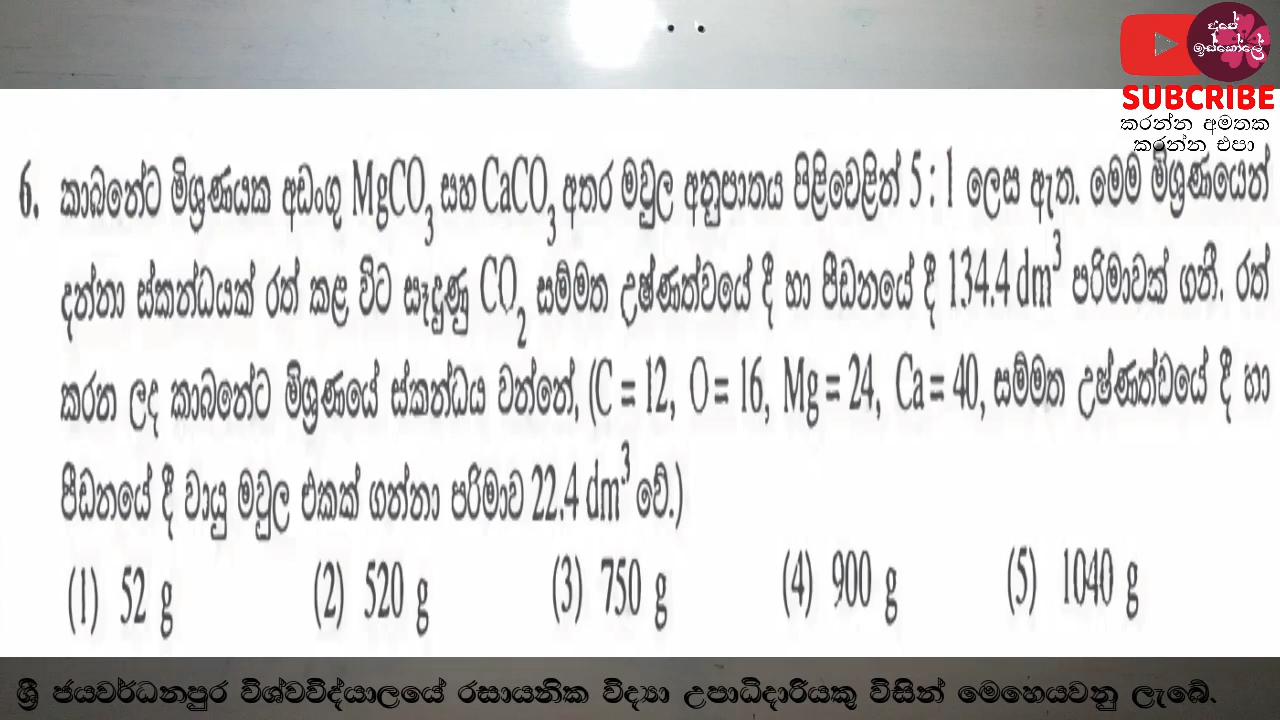 අපේ
ඉස්කෝලේ
SUBCRIBE
කරන්න අමතක
කරන්න එපා
6. කාබනේට මිශ්‍රණයක අඩංගු MgCO₃ සහ CaCO₃ අතර මවුල අනුපාතය පිළිවෙළින් 5 : 1 ලෙස ඇත. මෙම මිශ්‍රණයෙන්
දන්නා ස්කන්ධයක් රත් කළ විට සෑදුණු CO₂ සම්මත උෂ්ණත්වයේ දී හා පීඩනයේ දී 134.4 dm³ පරිමාවක් ගනී. රත්
කරන ලද කාබනේට මිශ්‍රණයේ ස්කන්ධය වන්නේ, (C = 12, O = 16, Mg = 24, Ca = 40, සම්මත උෂ්ණත්වයේ දී හා
පීඩනයේ දී වායු මවුල එකක් ගන්නා පරිමාව 22.4 dm³ වේ.)
(1) 52 g (2) 520 g (3) 750 g (4) 900 g (5) 1040 g
ශ්‍රී ජයවර්ධනපුර විශ්වවිද්‍යාලයේ රසායනික විද්‍යා උපාධිධාරියකු විසින් මෙහෙයවනු ලැබේ.